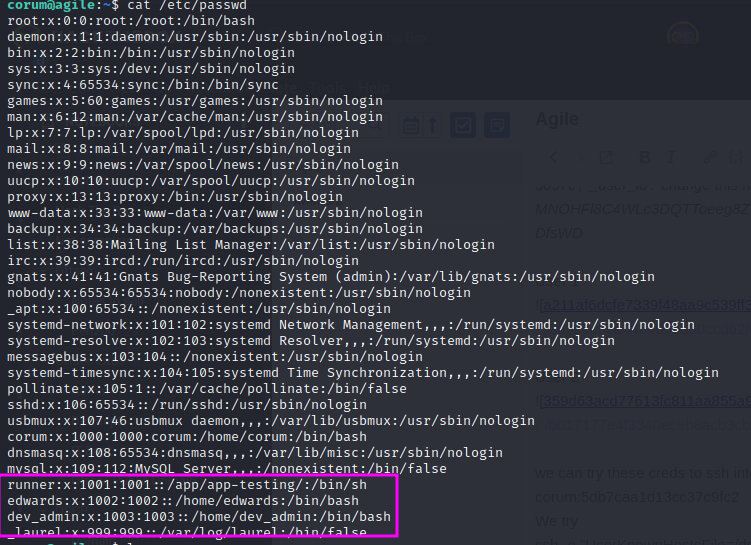 corum@agile:~$ cat /etc/passwd
root:x:0:0:root:/root:/bin/bash
daemon:x:1:1:daemon:/usr/sbin:/usr/sbin/nologin
bin:x:2:2:bin:/bin:/usr/sbin/nologin
sys:x:3:3:sys:/dev:/usr/sbin/nologin
sync:x:4:65534:sync:/bin:/bin/sync
games:x:5:60:games:/usr/games:/usr/sbin/nologin
man:x:6:12:man:/var/cache/man:/usr/sbin/nologin
lp:x:7:7:lp:/var/spool/lpd:/usr/sbin/nologin
mail:x:8:8:mail:/var/mail:/usr/sbin/nologin
news:x:9:9:news:/var/spool/news:/usr/sbin/nologin
uucp:x:10:10:uucp:/var/spool/uucp:/usr/sbin/nologin
proxy:x:13:13:proxy:/bin:/usr/sbin/nologin
www-data:x:33:33:www-data:/var/www:/usr/sbin/nologin
backup:x:34:34:backup:/var/backups:/usr/sbin/nologin
list:x:38:38:Mailing List Manager:/var/list:/usr/sbin/nologin
irc:x:39:39:ircd:/run/ircd:/usr/sbin/nologin
gnats:x:41:41:Gnats Bug-Reporting System (admin):/var/lib/gnats:/usr/sbin/nologin
nobody:x:65534:65534:nobody:/nonexistent:/usr/sbin/nologin
_apt:x:100:65534::/nonexistent:/usr/sbin/nologin
systemd-network:x:101:102:systemd Network Management,,,:/run/systemd:/usr/sbin/nologin
systemd-resolve:x:102:103:systemd Resolver,,,:/run/systemd:/usr/sbin/nologin
messagebus:x:103:104::/nonexistent:/usr/sbin/nologin
systemd-timesync:x:104:105:systemd Time Synchronization,,,:/run/systemd:/usr/sbin/nologin
pollinate:x:105:1::/var/cache/pollinate:/bin/false
sshd:x:106:65534::/run/sshd:/usr/sbin/nologin
usbmux:x:107:46:usbmux daemon,,,:/var/lib/usbmux:/usr/sbin/nologin
corum:x:1000:1000:corum:/home/corum:/bin/bash
dnsmasq:x:108:65534:dnsmasq,,,:/var/lib/misc:/usr/sbin/nologin
mysql:x:109:112:MySQL Server,,,:/nonexistent:/bin/false
runner:x:1001:1001::/app/app-testing/:/bin/sh
edwards:x:1002:1002::/home/edwards:/bin/bash
dev_admin:x:1003:1003::/home/dev_admin:/bin/bash
_laurel:x:999:999::/var/log/laurel:/bin/false
Agile
DfsWD
we can try these creds to ssh
We try